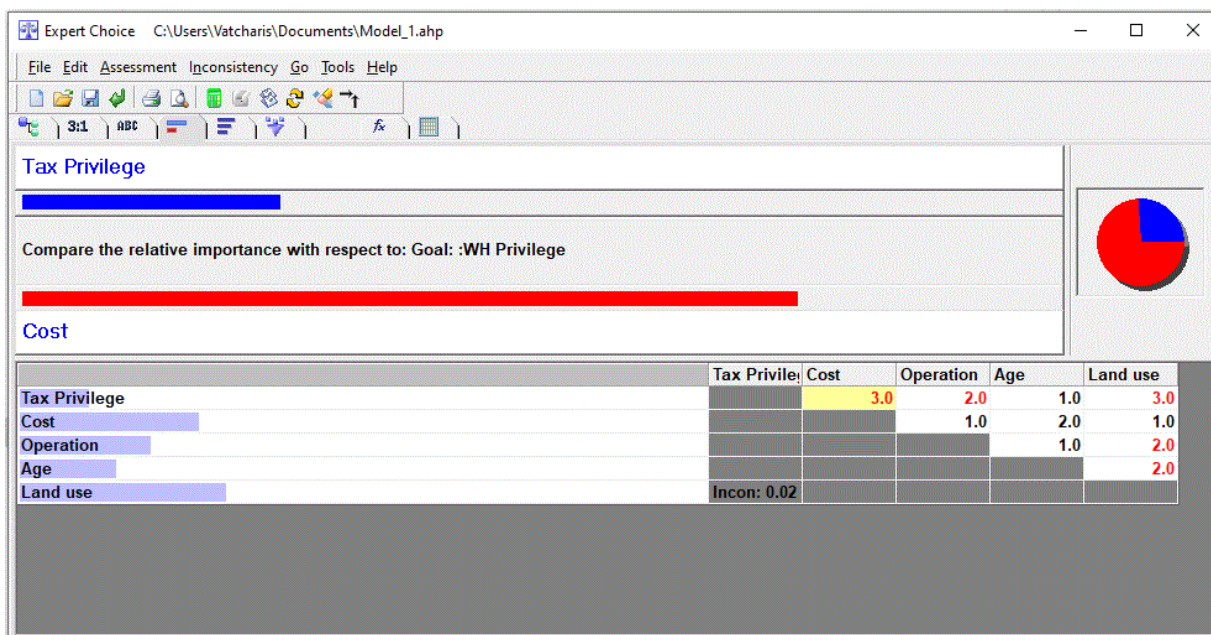 Expert Choice C:\Users\Vatcharis\Documents\Model_1.ahp
File Edit Assessment Inconsistency Go Tools Help
3:1 ABC fx
Tax Privilege
Compare the relative importance with respect to: Goal: :WH Privilege
Cost
Tax Privile Cost Operation Age Land use
Tax Privilege 3.0 2.0 1.0 3.0
Cost 1.0 2.0 1.0
Operation 1.0 2.0
Age 2.0
Land use Incon: 0.02